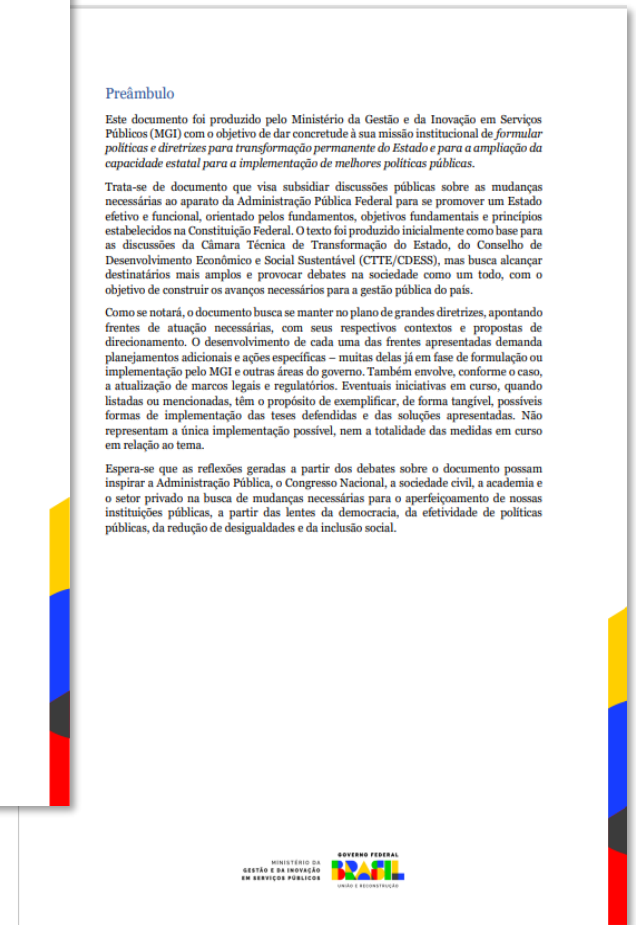 Preâmbulo
Este documento foi produzido pelo Ministério da Gestão e da Inovação em Serviços
Públicos (MGI) com o objetivo de dar concretude à sua missão institucional de formular
políticas e diretrizes para transformação permanente do Estado e para a ampliação da
capacidade estatal para a implementação de melhores políticas públicas.
Trata-se de documento que visa subsidiar discussões públicas sobre as mudanças
necessárias ao aparato da Administração Pública Federal para se promover um Estado
efetivo e funcional, orientado pelos fundamentos, objetivos fundamentais e princípios
estabelecidos na Constituição Federal. O texto foi produzido inicialmente como base para
as discussões da Câmara Técnica de Transformação do Estado, do Conselho de
Desenvolvimento Econômico e Social Sustentável (CTTE/CDESS), mas busca alcançar
destinatários mais amplos e provocar debates na sociedade como um todo, com o
objetivo de construir os avanços necessários para a gestão pública do país.
Como se notará, o documento busca se manter no plano de grandes diretrizes, apontando
frentes de atuação necessárias, com seus respectivos contextos e propostas de
direcionamento. O desenvolvimento de cada uma das frentes apresentadas demanda
planejamentos adicionais e ações específicas – muitas delas já em fase de formulação ou
implementação pelo MGI e outras áreas do governo. Também envolve, conforme o caso,
a atualização de marcos legais e regulatórios. Eventuais iniciativas em curso, quando
listadas ou mencionadas, têm o propósito de exemplificar, de forma tangível, possíveis
formas de implementação das teses defendidas e das soluções apresentadas. Não
representam a única implementação possível, nem a totalidade das medidas em curso
em relação ao tema.
Espera-se que as reflexões geradas a partir dos debates sobre o documento possam
inspirar a Administração Pública, o Congresso Nacional, a sociedade civil, a academia e
o setor privado na busca de mudanças necessárias para o aperfeiçoamento de nossas
instituições públicas, a partir das lentes da democracia, da efetividade de políticas
públicas, da redução de desigualdades e da inclusão social.
MINISTÉRIO DA
GESTÃO E DA INOVAÇÃO
EM SERVIÇOS PÚBLICOS
GOVERNO FEDERAL
BRASIL
UNIÃO E RECONSTRUÇÃO